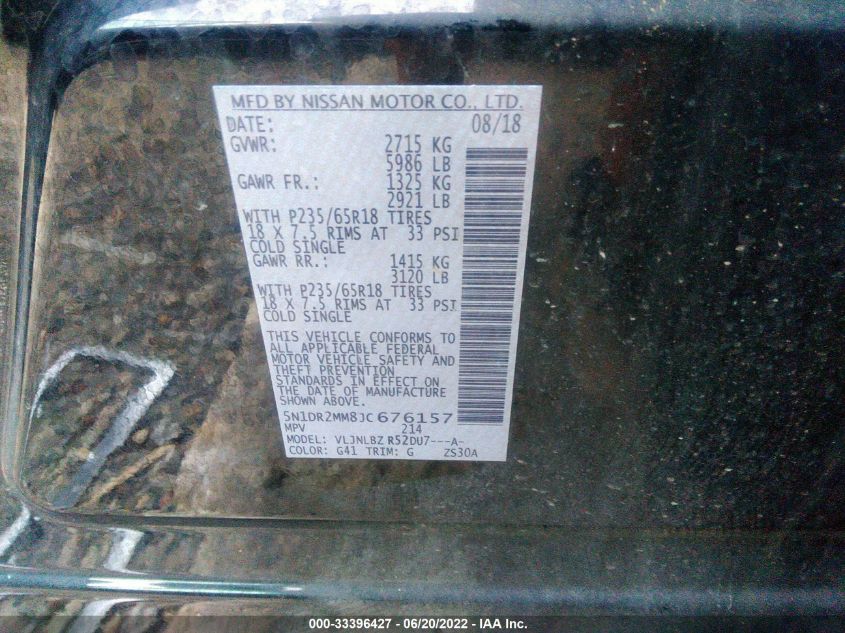 MFD BY NISSAN MOTOR CO., LTD.
DATE: 08/18
GVWR: 2715 KG
5986 LB
GAWR FR.: 1325 KG
2921 LB
WITH P235/65R18 TIRES
18 X 7.5 RIMS AT 33 PSI
COLD SINGLE
GAWR RR.: 1415 KG
3120 LB
WITH P235/65R18 TIRES
18 X 7.5 RIMS AT 33 PSI
COLD SINGLE
THIS VEHICLE CONFORMS TO
ALL APPLICABLE FEDERAL
MOTOR VEHICLE SAFETY AND
THEFT PREVENTION
STANDARDS IN EFFECT ON
THE DATE OF MANUFACTURE
SHOWN ABOVE.
5N1DR2MM8JC676157
MPV 214
MODEL: VLJNLBZ R52DU7---A-
COLOR: G41 TRIM: G ZS30A
000-33396427 - 06/20/2022 - IAA Inc.